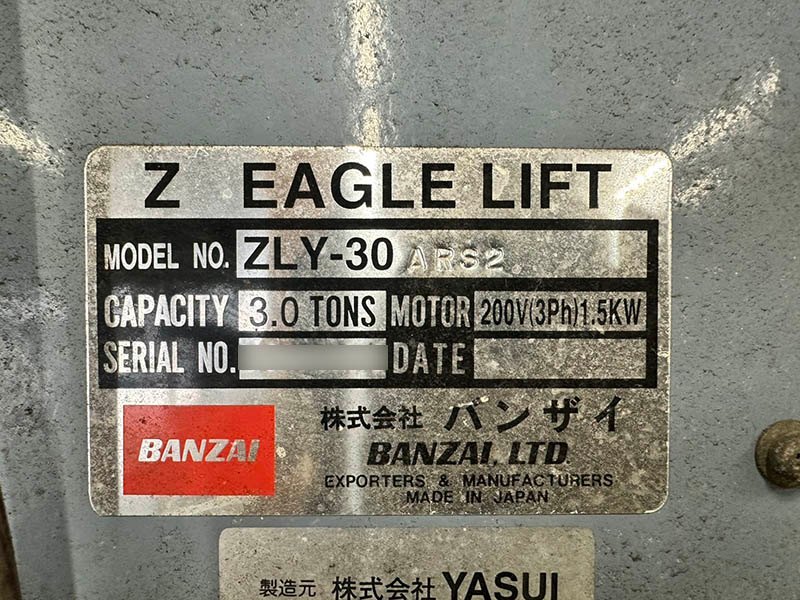 Z EAGLE LIFT
MODEL NO. ZLY-30 ARS2
CAPACITY 3.0 TONS MOTOR 200V(3Ph)1.5KW
SERIAL NO. DATE
BANZAI
株式会社 バンザイ
BANZAI, LTD.
EXPORTERS & MANUFACTURERS
MADE IN JAPAN
製造元 株式会社 YASUI